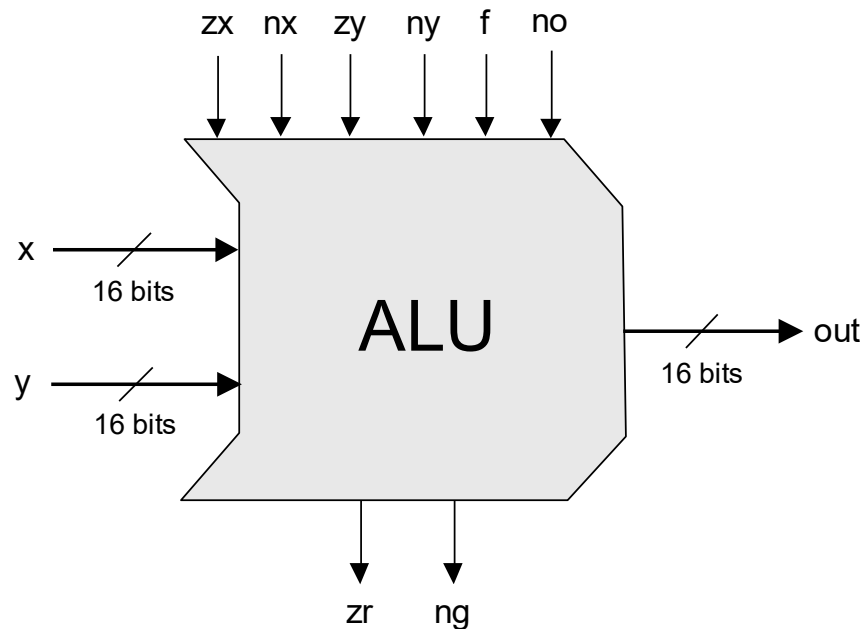 zx nx zy ny f no
x
16 bits
ALU
out
16 bits
y
16 bits
zr ng